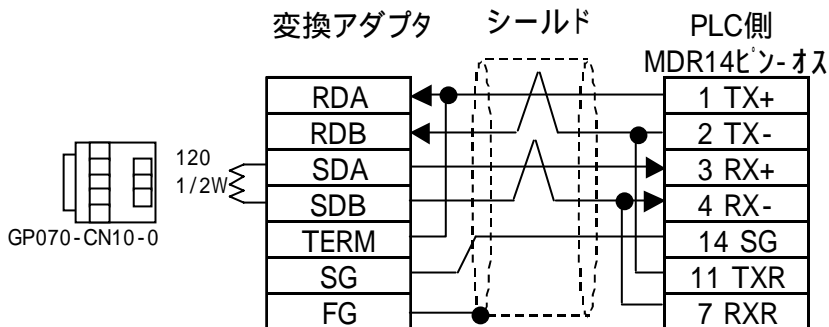 変換アダプタ シールド PLC側
MDR14ピン-オス
RDA 1 TX+
RDB 2 TX-
120 SDA 3 RX+
1/2W SDB 4 RX-
GP070-CN10-0 TERM 14 SG
SG 11 TXR
FG 7 RXR